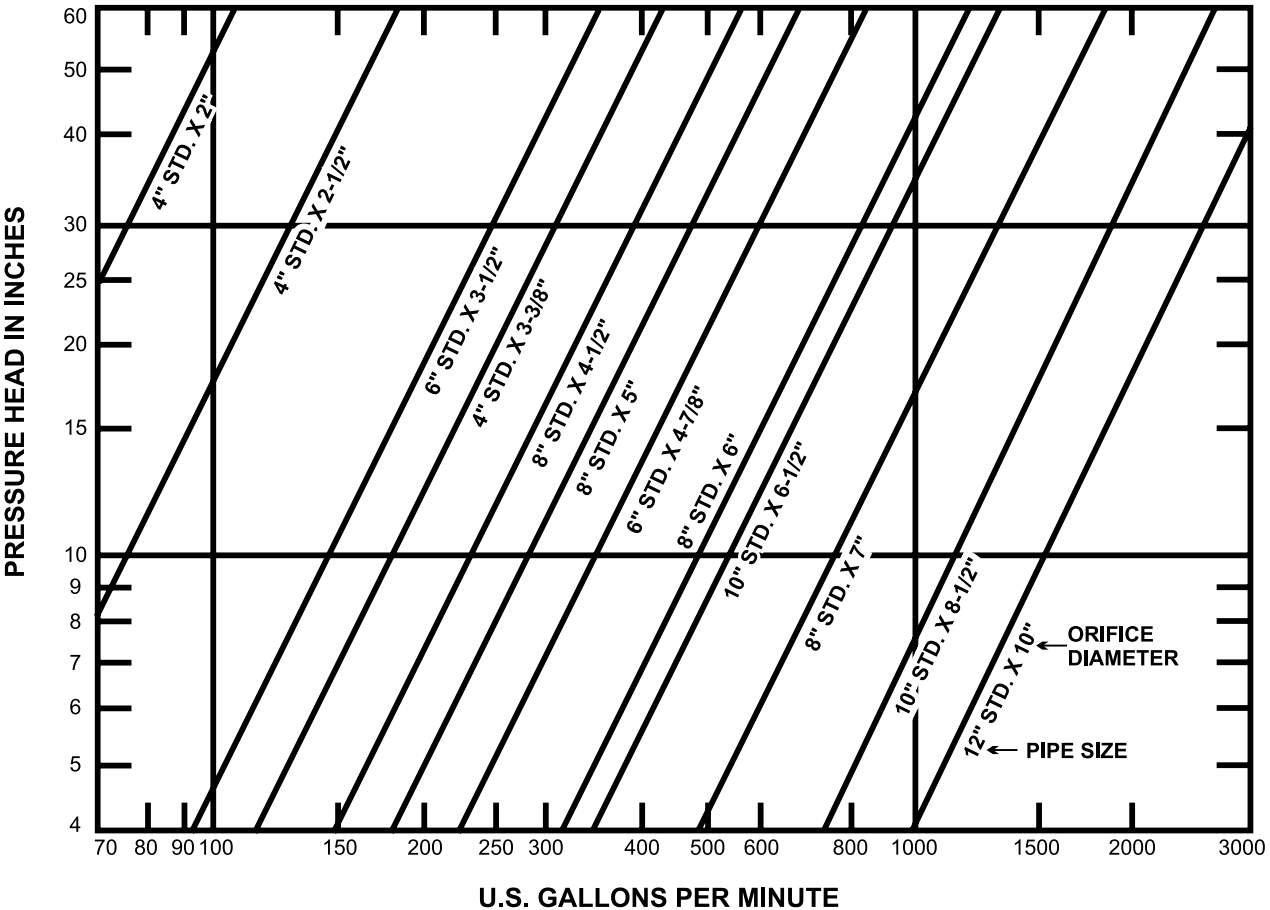 PRESSURE HEAD IN INCHES
60
50
40
30
25
20
15
10
9
8
7
6
5
4
4" STD. X 2"
4" STD. X 2-1/2"
6" STD. X 3-1/2"
4" STD. X 3-3/8"
8" STD. X 4-1/2"
8" STD. X 5"
6" STD. X 4-7/8"
8" STD. X 6"
10" STD. X 6-1/2"
8" STD. X 7"
10" STD. X 8-1/2"
12" STD. X 10"
ORIFICE
DIAMETER
PIPE SIZE
70 80 90 100 150 200 250 300 400 500 600 800 1000 1500 2000 3000
U.S. GALLONS PER MINUTE